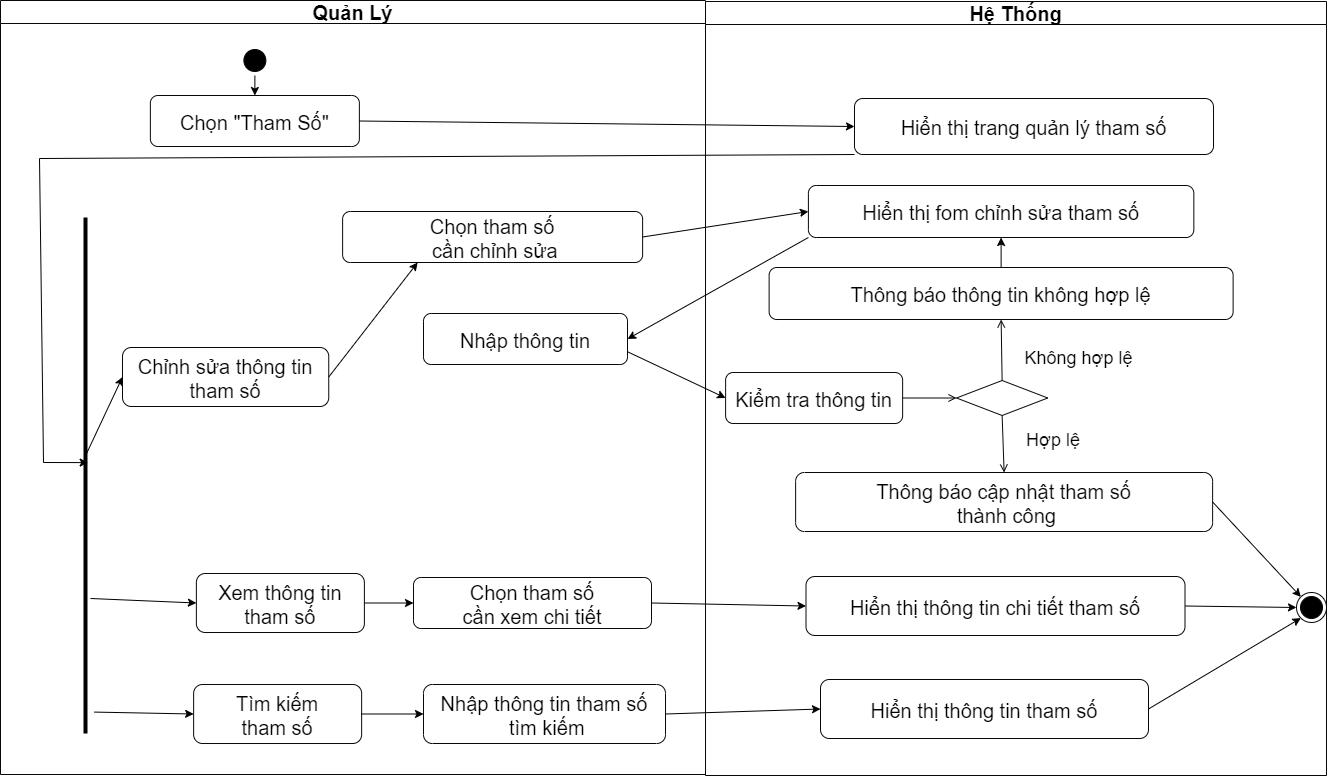 Quản Lý
Hệ Thống
Chọn "Tham Số"
Hiển thị trang quản lý tham số
Chọn tham số
cần chỉnh sửa
Hiển thị fom chỉnh sửa tham số
Thông báo thông tin không hợp lệ
Nhập thông tin
Không hợp lệ
Chỉnh sửa thông tin
tham số
Kiểm tra thông tin
Hợp lệ
Thông báo cập nhật tham số
thành công
Xem thông tin
tham số
Chọn tham số
cần xem chi tiết
Hiển thị thông tin chi tiết tham số
Tìm kiếm
tham số
Nhập thông tin tham số
tìm kiếm
Hiển thị thông tin tham số